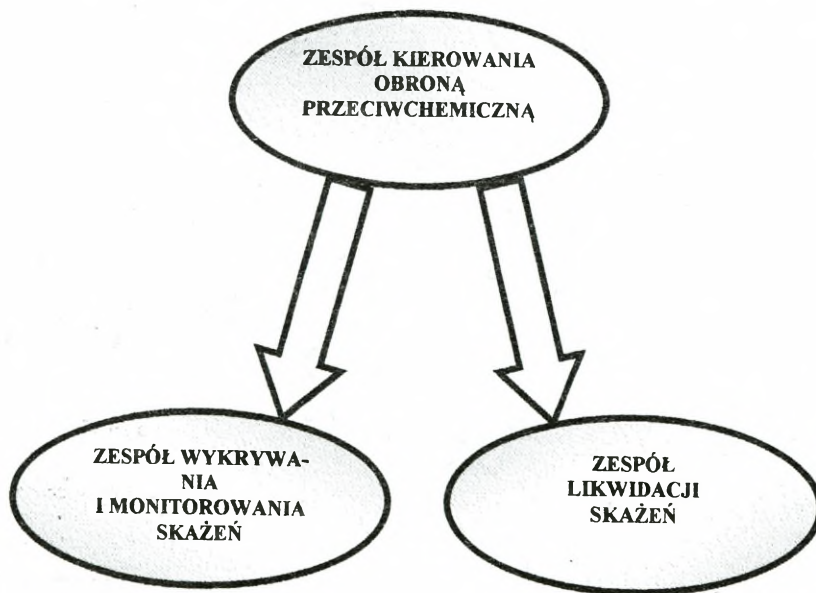 ZESPÓŁ KIEROWANIA
OBRONĄ
PRZECIWCHEMICZNĄ
ZESPÓŁ WYKRYWA-
NIA
I MONITOROWANIA
SKAŻEŃ
ZESPÓŁ
LIKWIDACJI
SKAŻEŃ